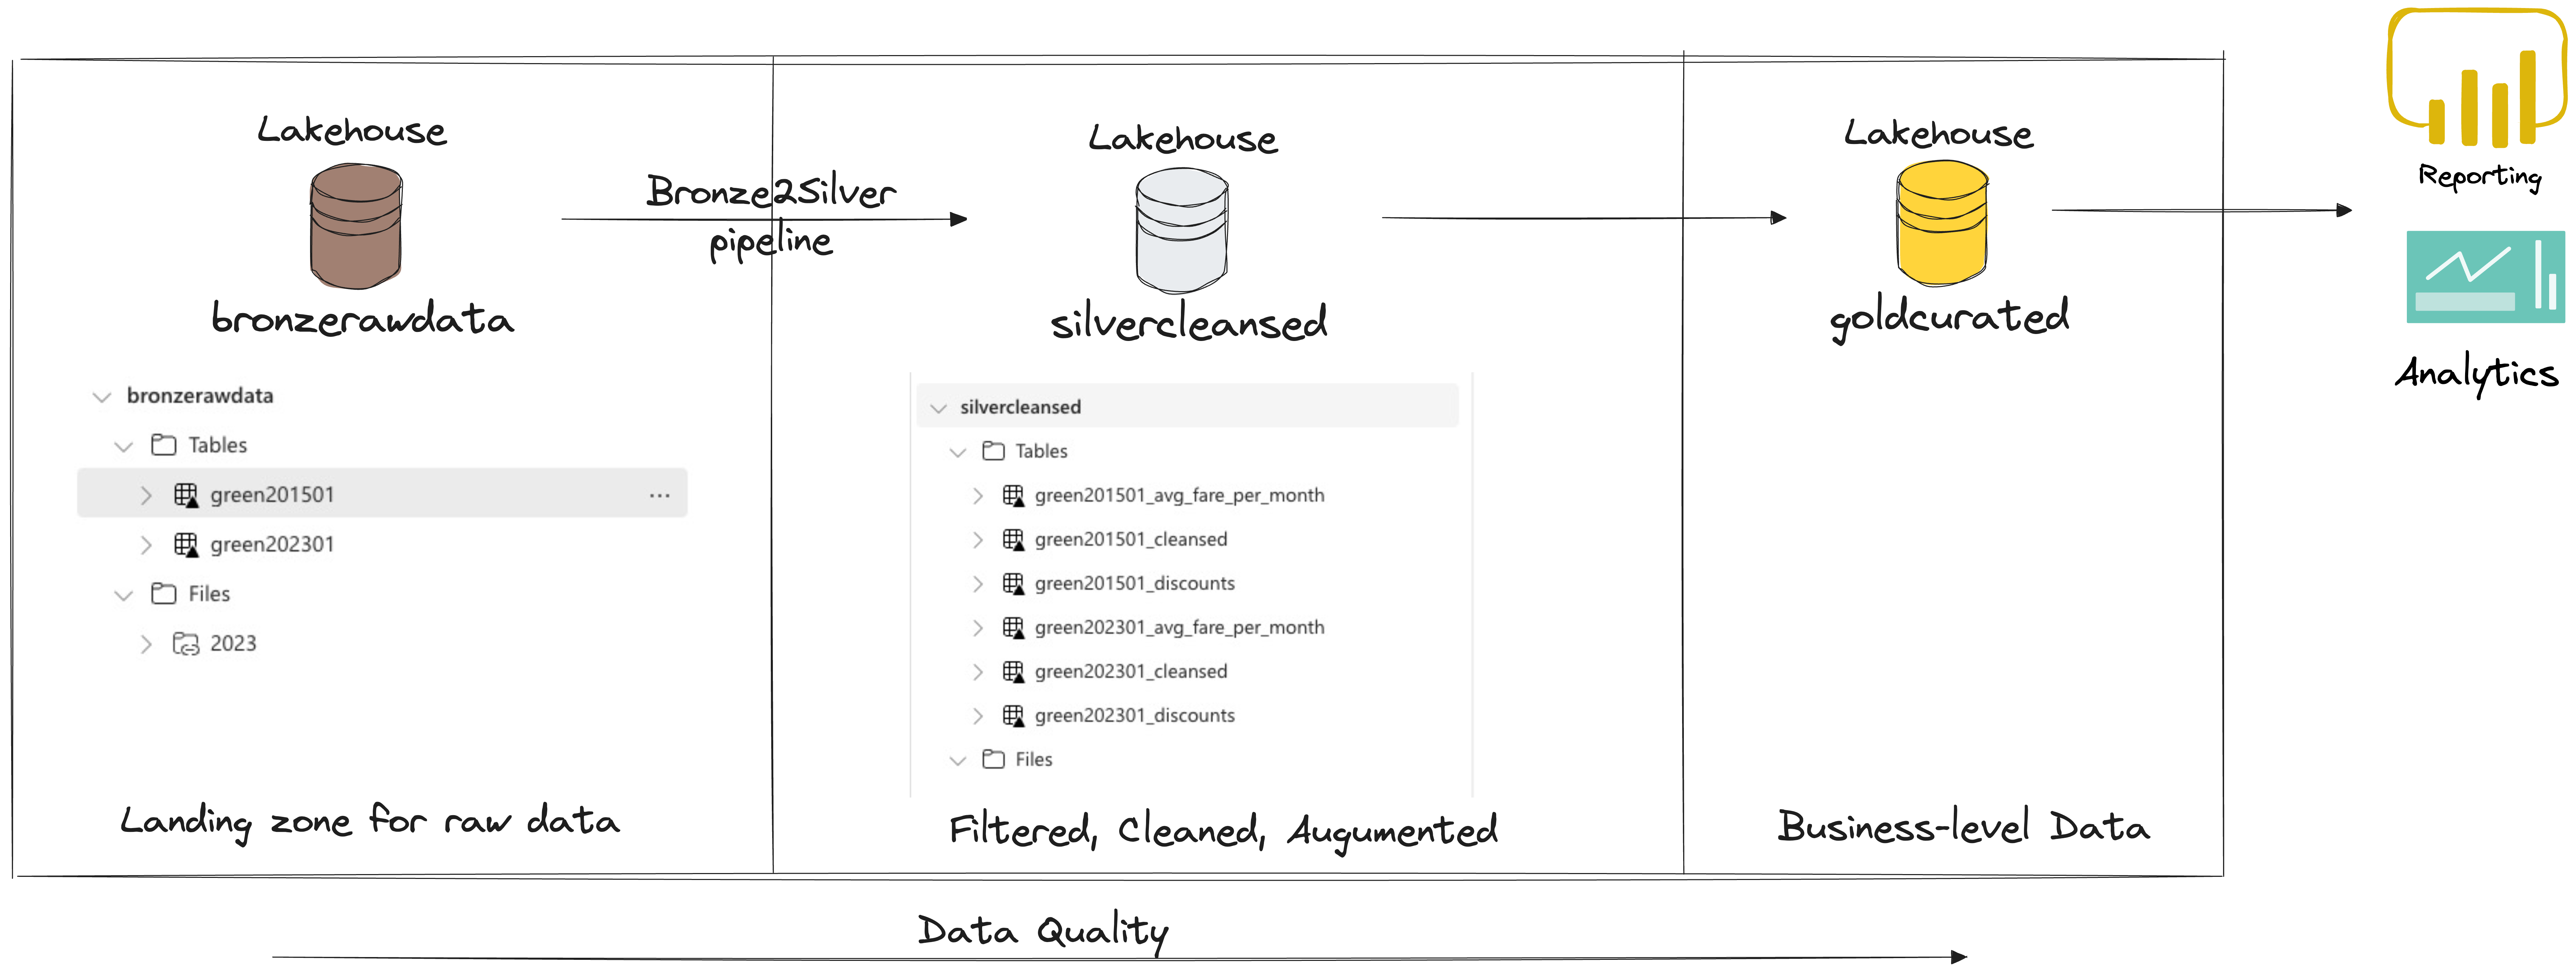 Lakehouse
bronzerawdata
bronzerawdata
Tables
green201501
...
green202301
Files
2023
Landing zone for raw data
Bronze2Silver
pipeline
Lakehouse
silvercleansed
silvercleansed
Tables
green201501_avg_fare_per_month
green201501_cleansed
green201501_discounts
green202301_avg_fare_per_month
green202301_cleansed
green202301_discounts
Files
Filtered, Cleaned, Augumented
Lakehouse
goldcurated
Business-level Data
Reporting
Analytics
Data Quality